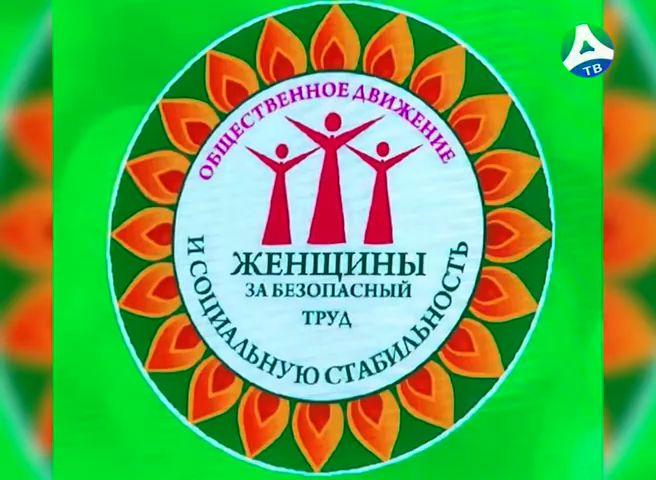 ОБЩЕСТВЕННОЕ ДВИЖЕНИЕ
ЖЕНЩИНЫ
ЗА БЕЗОПАСНЫЙ
ТРУД
И СОЦИАЛЬНУЮ СТАБИЛЬНОСТЬ
Д
ТВ